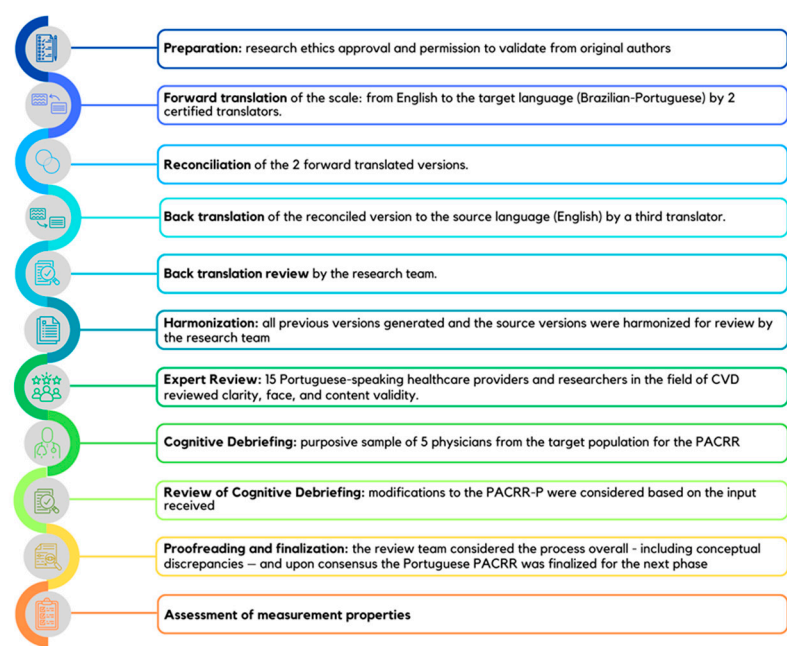 Preparation: research ethics approval and permission to validate from original authors
Forward translation of the scale: from English to the target language (Brazilian-Portuguese) by 2
certified translators.
Reconciliation of the 2 forward translated versions.
Back translation of the reconciled version to the source language (English) by a third translator.
Back translation review by the research team.
Harmonization: all previous versions generated and the source versions were harmonized for review by
the research team
Expert Review: 15 Portuguese-speaking healthcare providers and researchers in the field of CVD
reviewed clarity, face, and content validity.
Cognitive Debriefing: purposive sample of 5 physicians from the target population for the PACRR
Review of Cognitive Debriefing: modifications to the PACRR-P were considered based on the input
received
Proofreading and finalization: the review team considered the process overall - including conceptual
discrepancies – and upon consensus the Portuguese PACRR was finalized for the next phase
Assessment of measurement properties